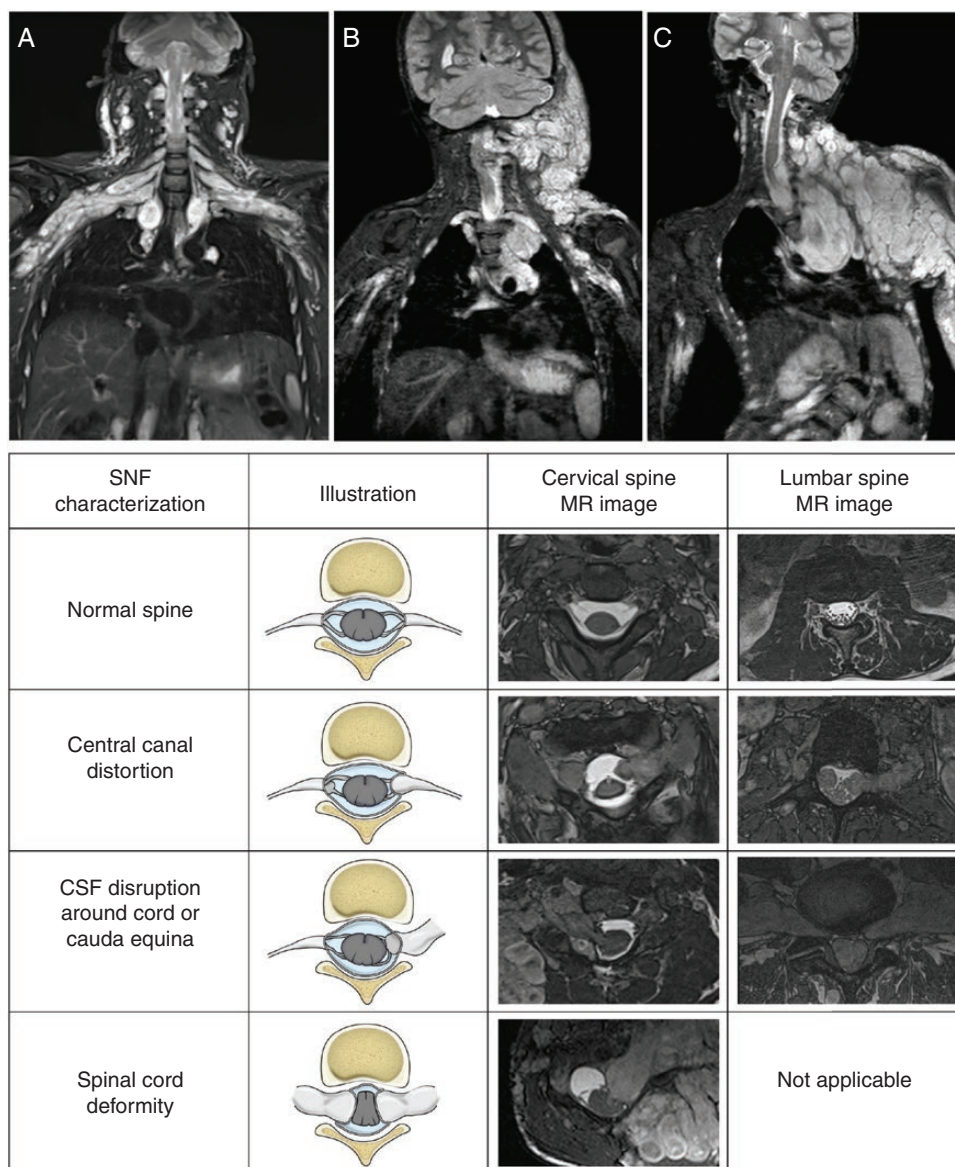 A
B
C
SNF
characterization
Illustration
Cervical spine
MR image
Lumbar spine
MR image
Normal spine
Central canal
distortion
CSF disruption
around cord or
cauda equina
Spinal cord
deformity
Not applicable